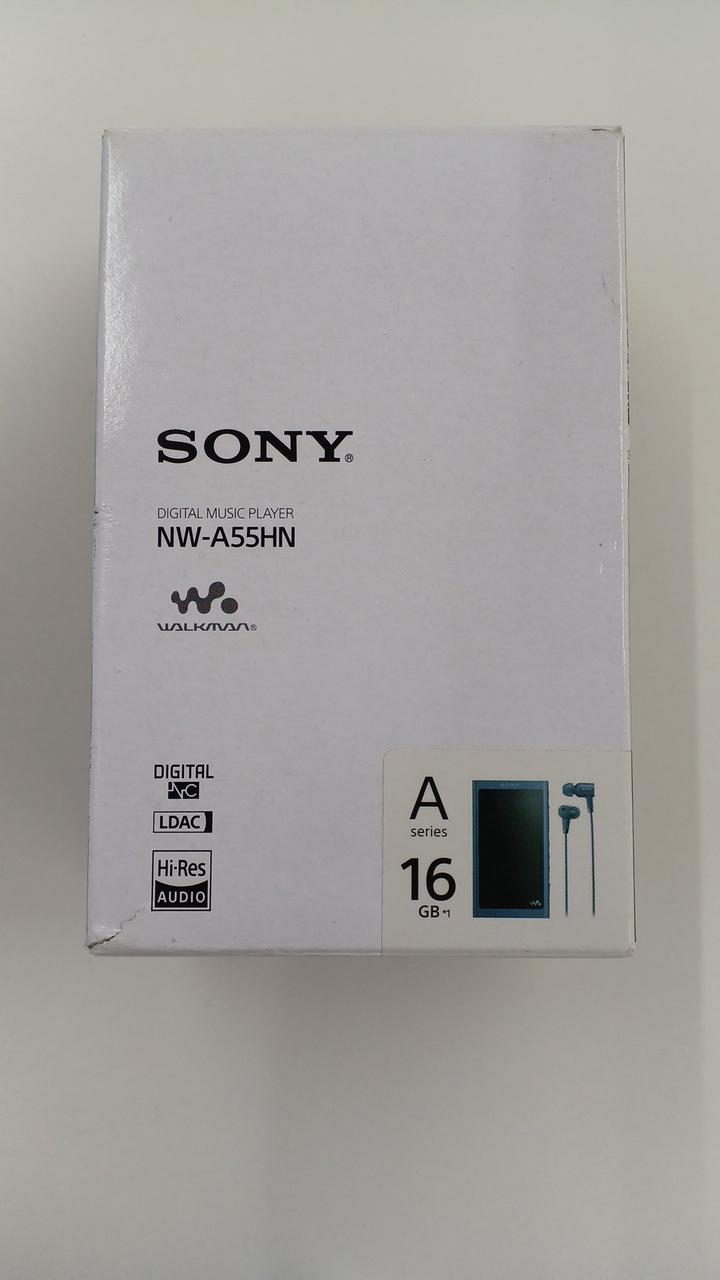 SONY®
DIGITAL MUSIC PLAYER
NW-A55HN
WALKMAN®
DIGITAL
NC
LDAC
Hi-Res
AUDIO
A
series
16
GB *1
SONY